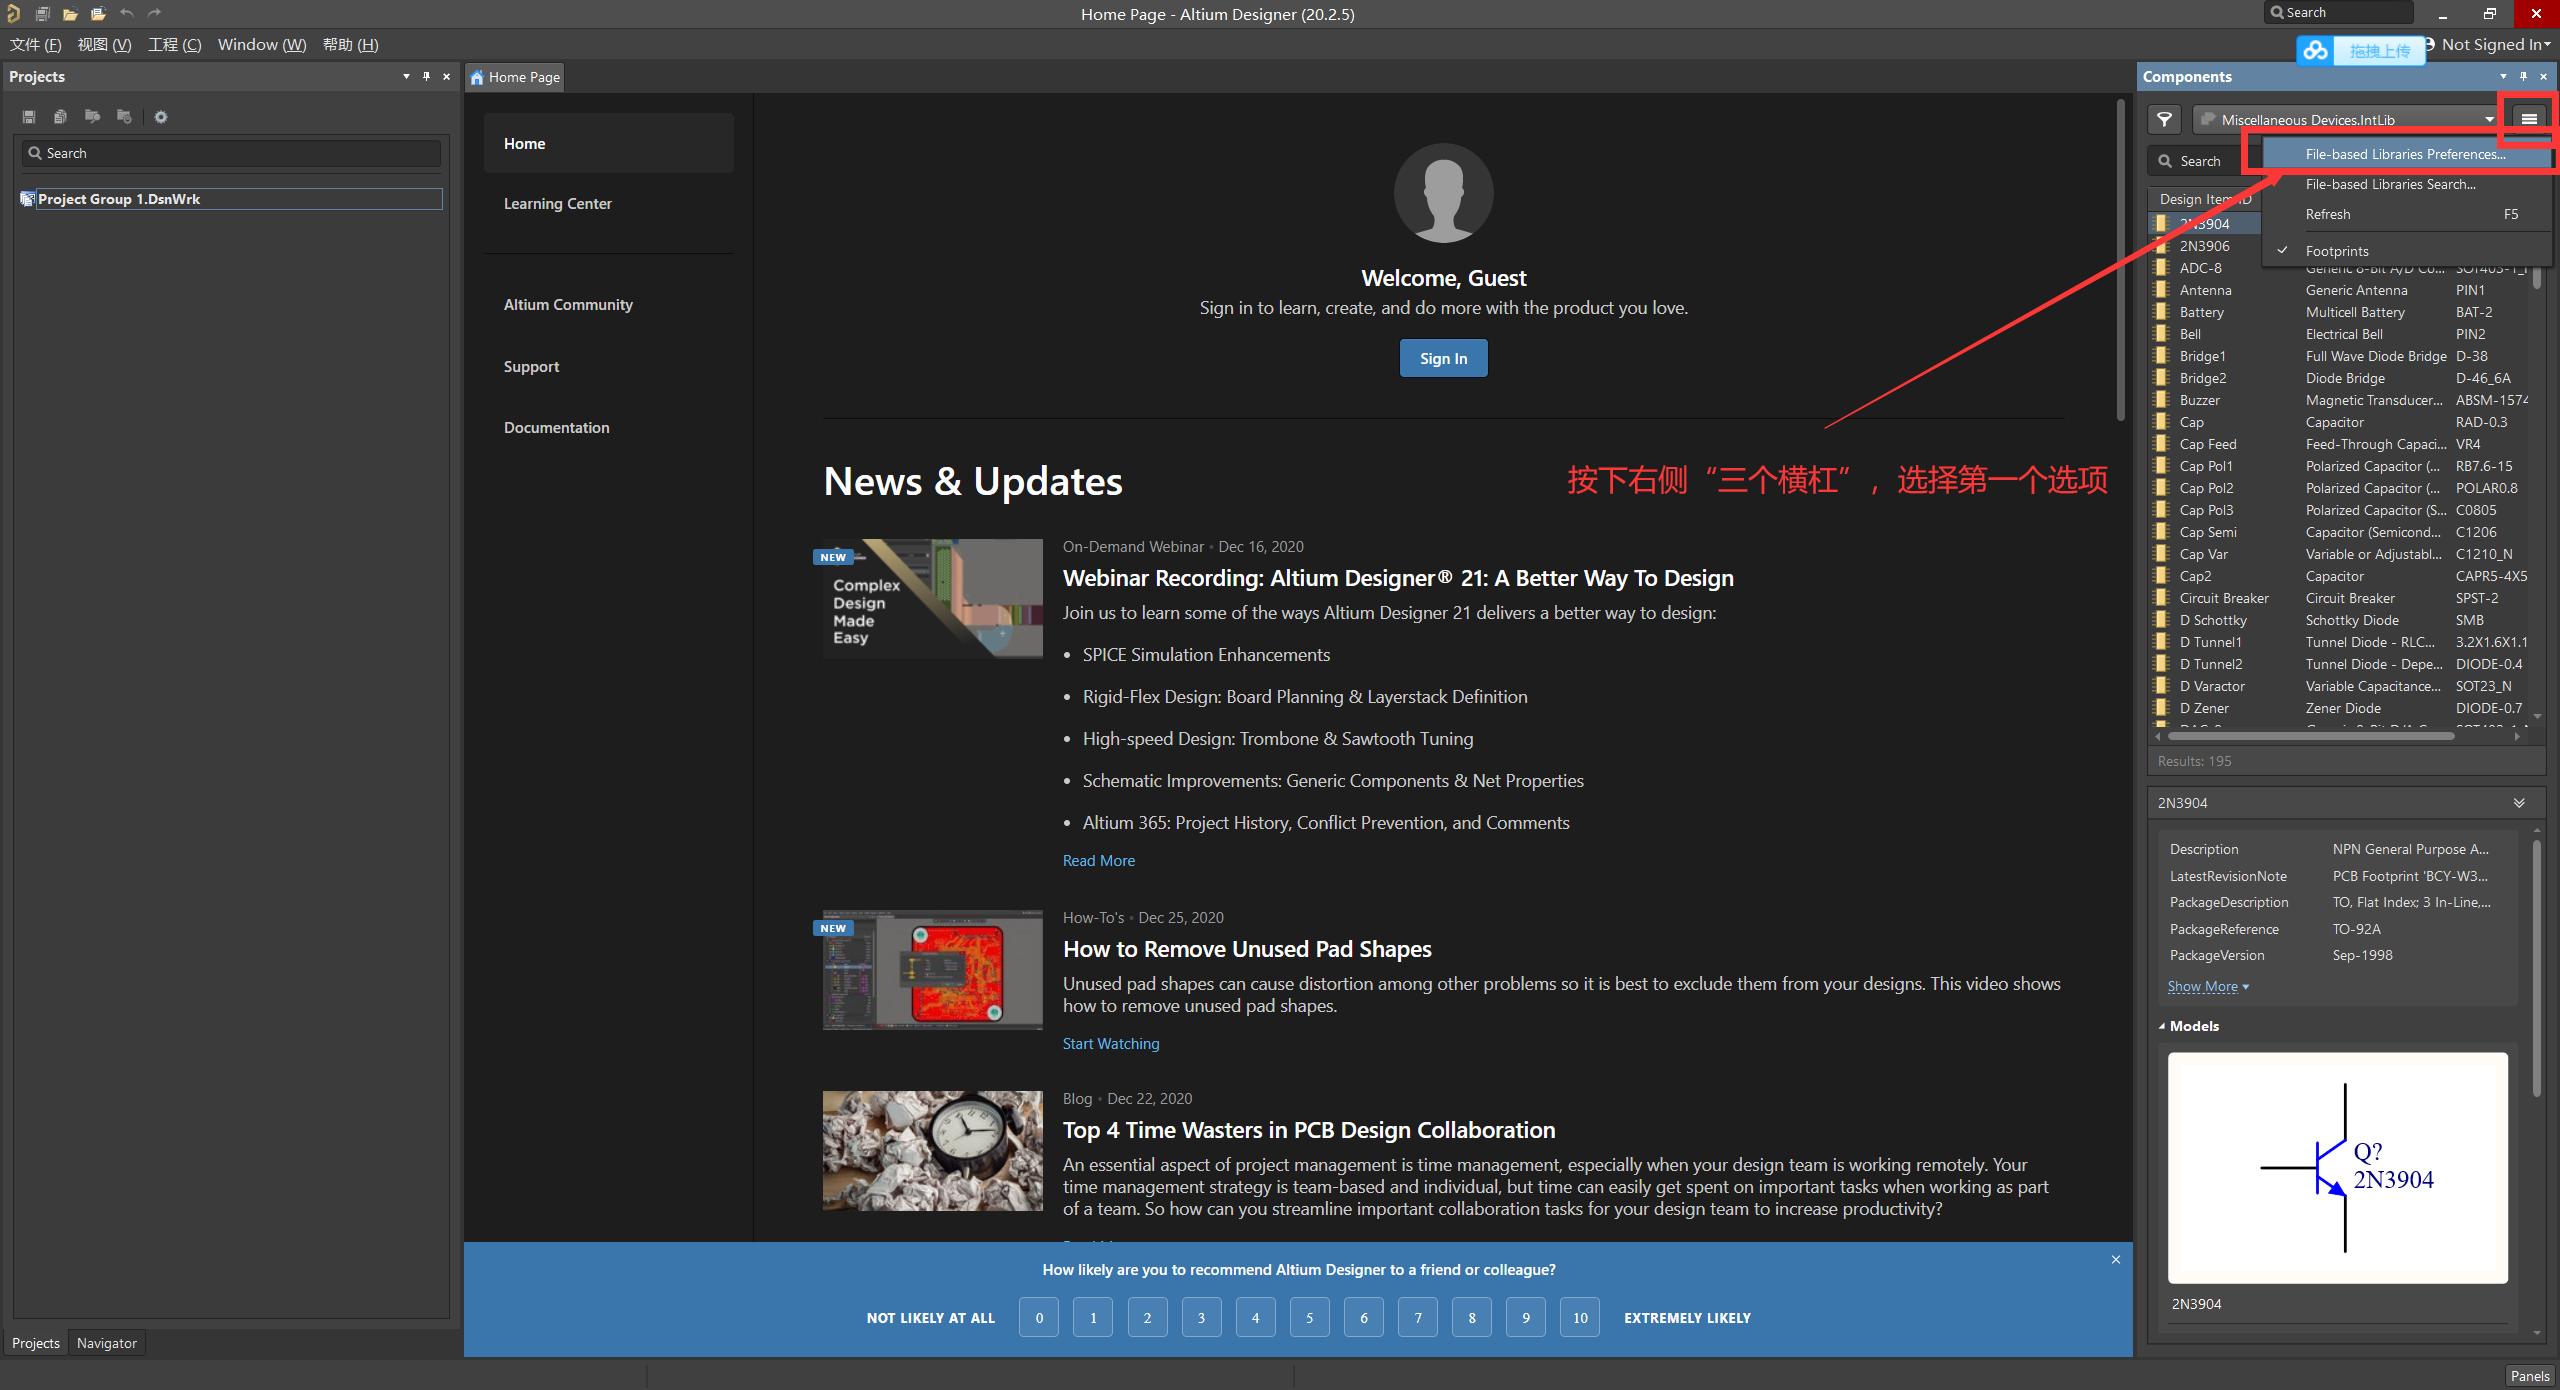 Home Page - Altium Designer (20.2.5)
Search
文件 (F)
视图 (V)
工程 (C)
Window (W)
帮助 (H)
拖拽上传
Not Signed In
Projects
Search
Project Group 1.DsnWrk
Home Page
Home
Learning Center
Altium Community
Support
Documentation
Welcome, Guest
Sign in to learn, create, and do more with the product you love.
Sign In
News & Updates
按下右侧“三个横杠”，选择第一个选项
NEW
Complex
Design
Made
Easy
On-Demand Webinar • Dec 16, 2020
Webinar Recording: Altium Designer® 21: A Better Way To Design
Join us to learn some of the ways Altium Designer 21 delivers a better way to design:
• SPICE Simulation Enhancements
• Rigid-Flex Design: Board Planning & Layerstack Definition
• High-speed Design: Trombone & Sawtooth Tuning
• Schematic Improvements: Generic Components & Net Properties
• Altium 365: Project History, Conflict Prevention, and Comments
Read More
NEW
How-To's • Dec 25, 2020
How to Remove Unused Pad Shapes
Unused pad shapes can cause distortion among other problems so it is best to exclude them from your designs. This video shows
how to remove unused pad shapes.
Start Watching
Blog • Dec 22, 2020
Top 4 Time Wasters in PCB Design Collaboration
An essential aspect of project management is time management, especially when your design team is working remotely. Your
time management strategy is team-based and individual, but time can easily get spent on important tasks when working as part
of a team. So how can you streamline important collaboration tasks for your design team to increase productivity?
How likely are you to recommend Altium Designer to a friend or colleague?
NOT LIKELY AT ALL 0 1 2 3 4 5 6 7 8 9 10 EXTREMELY LIKELY
Components
Miscellaneous Devices.IntLib
Search
File-based Libraries Preferences...
File-based Libraries Search...
Refresh F5
Footprints
Design Item ID
2N3904
2N3906
ADC-8 Generic 8-Bit A/D Co... SOT403-1_
Antenna Generic Antenna PIN1
Battery Multicell Battery BAT-2
Bell Electrical Bell PIN2
Bridge1 Full Wave Diode Bridge D-38
Bridge2 Diode Bridge D-46_6A
Buzzer Magnetic Transducer... ABSM-1574
Cap Capacitor RAD-0.3
Cap Feed Feed-Through Capaci... VR4
Cap Pol1 Polarized Capacitor (... RB7.6-15
Cap Pol2 Polarized Capacitor (... POLAR0.8
Cap Pol3 Polarized Capacitor (S... C0805
Cap Semi Capacitor (Semicond... C1206
Cap Var Variable or Adjustabl... C1210_N
Cap2 Capacitor CAPR5-4X5
Circuit Breaker Circuit Breaker SPST-2
D Schottky Schottky Diode SMB
D Tunnel1 Tunnel Diode - RLC... 3.2X1.6X1.1
D Tunnel2 Tunnel Diode - Depe... DIODE-0.4
D Varactor Variable Capacitance... SOT23_N
D Zener Zener Diode DIODE-0.7
Results: 195
2N3904
Description NPN General Purpose A...
LatestRevisionNote PCB Footprint 'BCY-W3...
PackageDescription TO, Flat Index; 3 In-Line,...
PackageReference TO-92A
PackageVersion Sep-1998
Show More
Models
Q?
2N3904
2N3904
Projects
Navigator
Panels